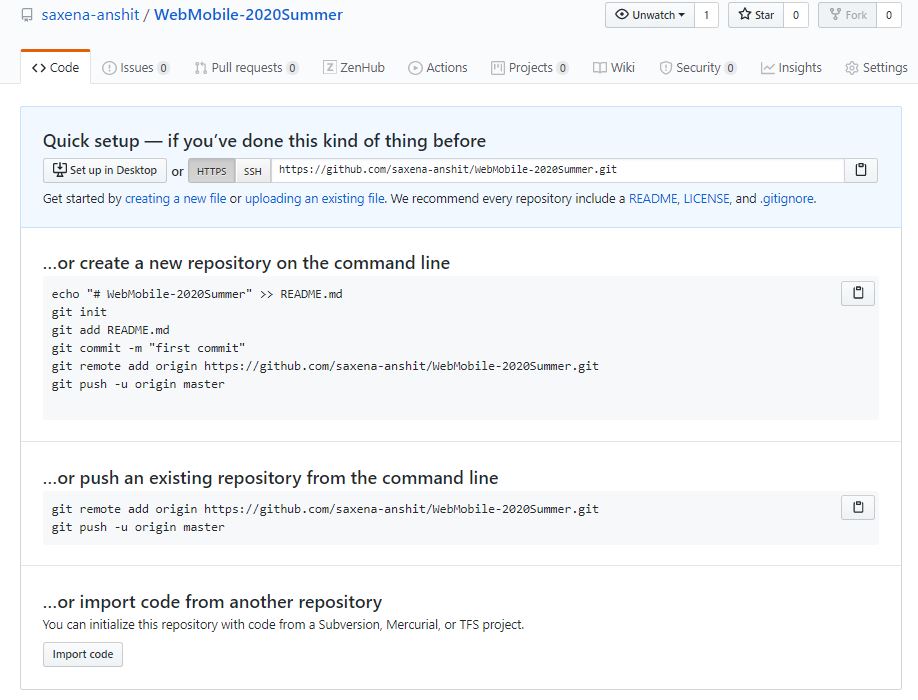 saxena-anshit / WebMobile-2020Summer
Unwatch 1 Star 0 Fork 0
Code Issues 0 Pull requests 0 ZenHub Actions Projects 0 Wiki Security 0 Insights Settings
Quick setup — if you’ve done this kind of thing before
Set up in Desktop or HTTPS SSH https://github.com/saxena-anshit/WebMobile-2020Summer.git
Get started by creating a new file or uploading an existing file. We recommend every repository include a README, LICENSE, and .gitignore.
…or create a new repository on the command line
echo "# WebMobile-2020Summer" >> README.md
git init
git add README.md
git commit -m "first commit"
git remote add origin https://github.com/saxena-anshit/WebMobile-2020Summer.git
git push -u origin master
…or push an existing repository from the command line
git remote add origin https://github.com/saxena-anshit/WebMobile-2020Summer.git
git push -u origin master
…or import code from another repository
You can initialize this repository with code from a Subversion, Mercurial, or TFS project.
Import code